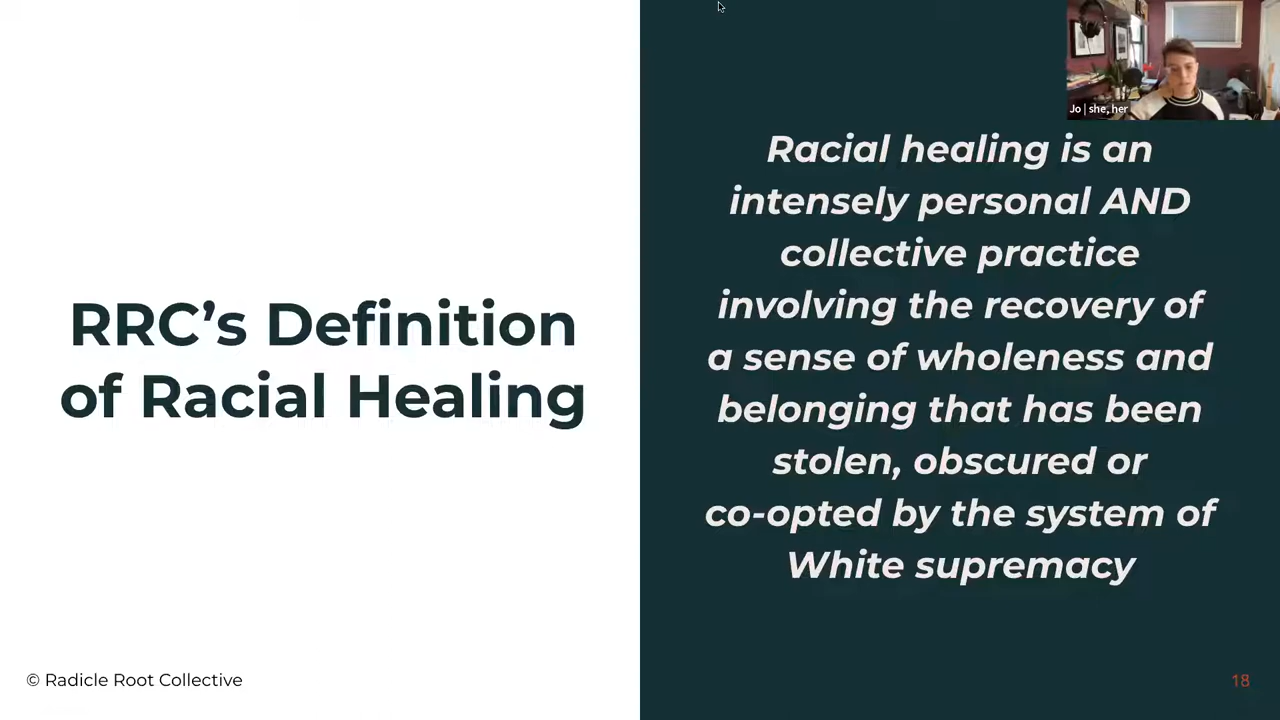 Jo | she, her
RRC’s Definition
of Racial Healing
Racial healing is an
intensely personal AND
collective practice
involving the recovery of
a sense of wholeness and
belonging that has been
stolen, obscured or
co-opted by the system of
White supremacy
© Radicle Root Collective
18